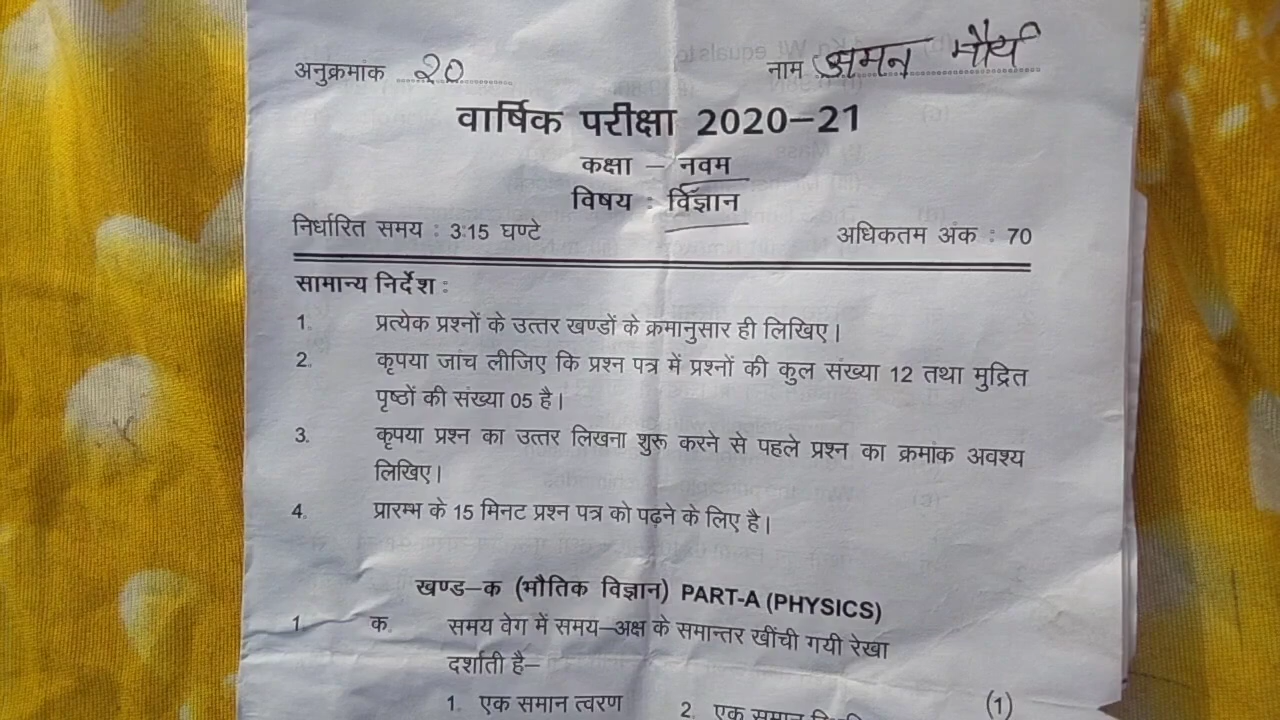 अनुक्रमांक 20 नाम अमन मौर्य
वार्षिक परीक्षा 2020-21
कक्षा - नवम
विषय : विज्ञान
निर्धारित समय : 3:15 घण्टे अधिकतम अंक : 70
सामान्य निर्देश :
1. प्रत्येक प्रश्नों के उत्तर खण्डों के क्रमानुसार ही लिखिए।
2. कृपया जांच लीजिए कि प्रश्न पत्र में प्रश्नों की कुल संख्या 12 तथा मुद्रित
पृष्ठों की संख्या 05 है।
3. कृपया प्रश्न का उत्तर लिखना शुरू करने से पहले प्रश्न का क्रमांक अवश्य
लिखिए।
4. प्रारम्भ के 15 मिनट प्रश्न पत्र को पढ़ने के लिए है।
खण्ड-क (भौतिक विज्ञान) PART-A (PHYSICS)
1. क. समय वेग में समय-अक्ष के समान्तर खींची गयी रेखा
दर्शाती है-
1. एक समान त्वरण 2. एक समान (1)